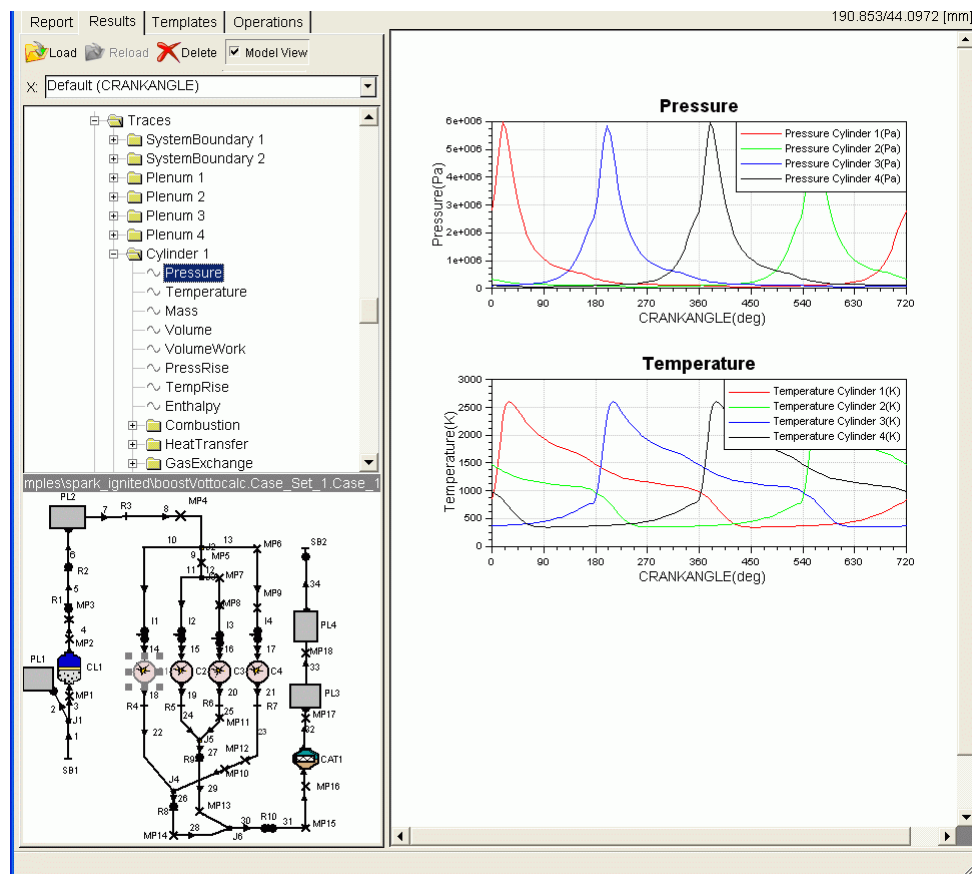 Report Results Templates Operations
190.853/44.0972 [mm]
Load Reload Delete Model View
X: Default (CRANKANGLE)
Traces
SystemBoundary 1
SystemBoundary 2
Plenum 1
Plenum 2
Plenum 3
Plenum 4
Cylinder 1
Pressure
Temperature
Mass
Volume
VolumeWork
PressRise
TempRise
Enthalpy
Combustion
HeatTransfer
GasExchange
mples\spark_ignited\boostVottocalc.Case_Set_1.Case_1
PL2
7 R3 8 MP4
10 J2 13 MP6
9 MP5
SB2
6
11 12 MP7
R2
5
34
R1 MP3
MP8 MP9
4
I1 I2 I3 I4
PL4
MP2
14 15 16 17
MP18
PL1
CL1
C2 C3 C4
33
MP1
18 19 20 21
PL3
2 3
R4 R5 R6 R7
24 25
MP17
J1
22 MP11
32
1
J5 23
SB1
R9 27 MP12
CAT1
MP10
J4
29
MP16
26
R8 MP13
R10
28 30 31
MP14 J6 MP15
Pressure
6e+006
5e+006
4e+006
3e+006
2e+006
1e+006
0
Pressure(Pa)
Pressure Cylinder 1(Pa)
Pressure Cylinder 2(Pa)
Pressure Cylinder 3(Pa)
Pressure Cylinder 4(Pa)
0 90 180 270 360 450 540 630 720
CRANKANGLE(deg)
Temperature
3000
2500
2000
1500
1000
500
0
Temperature(K)
Temperature Cylinder 1(K)
Temperature Cylinder 2(K)
Temperature Cylinder 3(K)
Temperature Cylinder 4(K)
0 90 180 270 360 450 540 630 720
CRANKANGLE(deg)